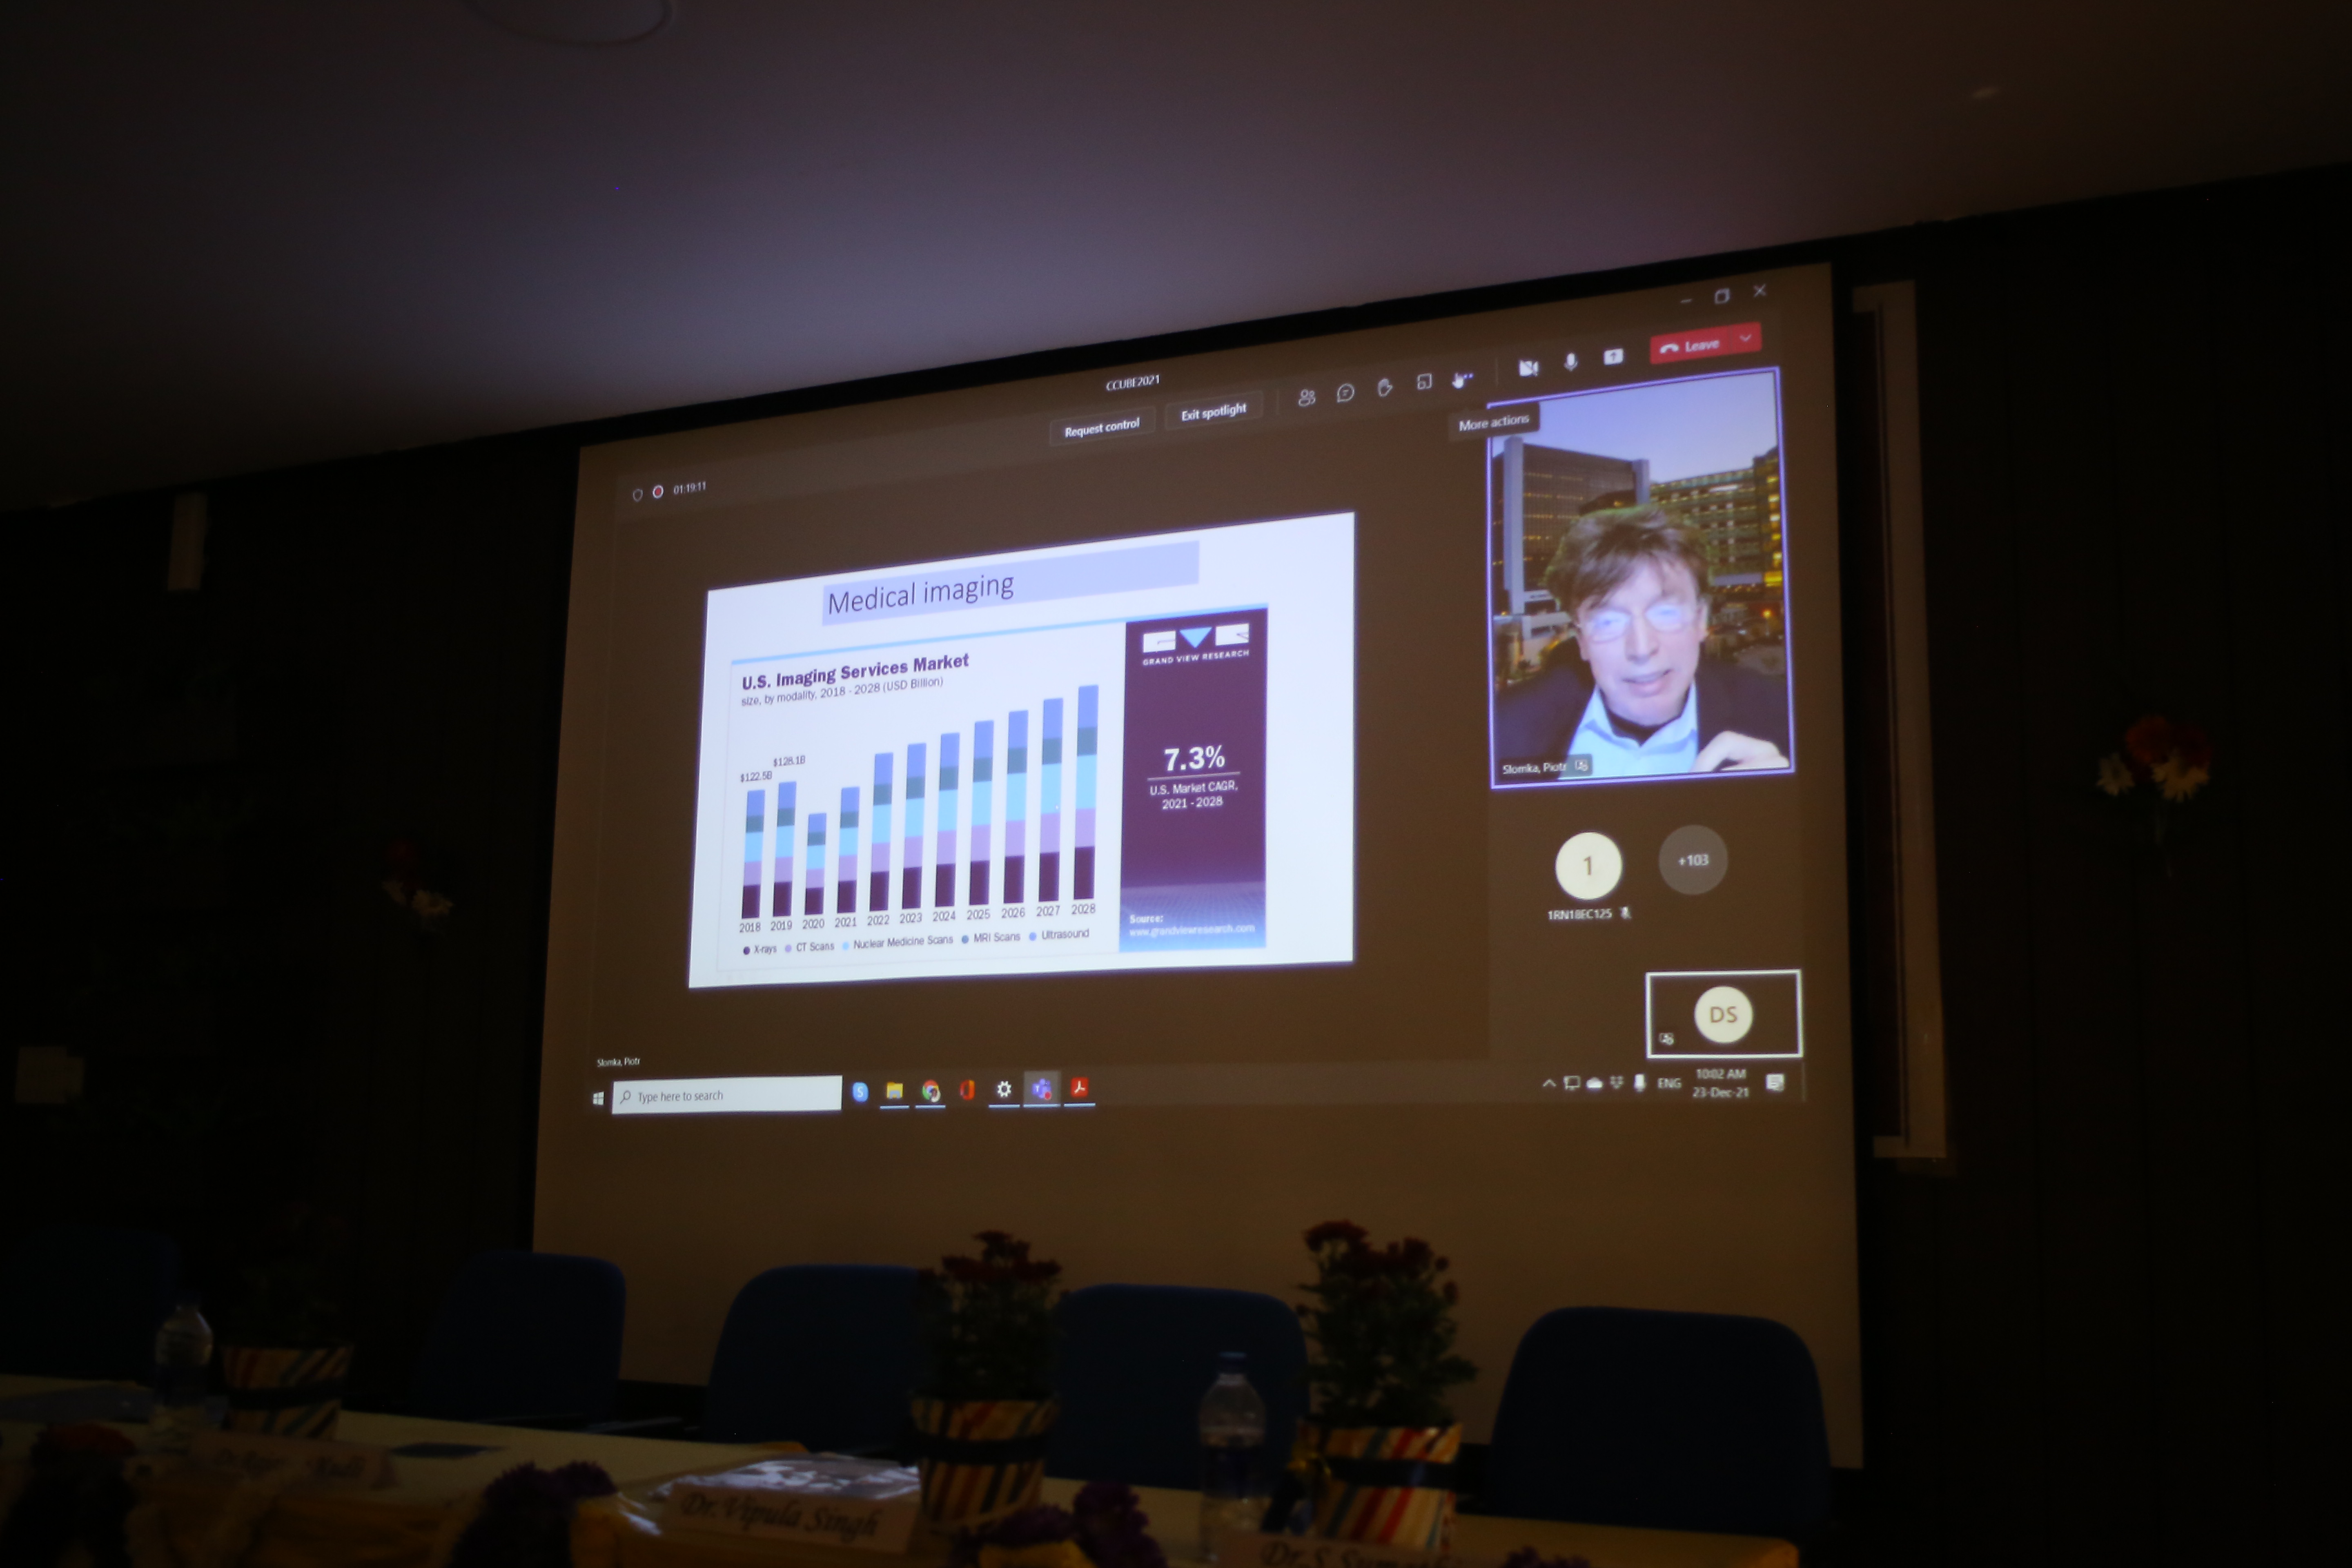 CCUBE2021
Request control
Exit spotlight
Leave
More actions
01:19:11
Medical imaging
U.S. Imaging Services Market
size, by modality, 2018 - 2028 (USD Billion)
$122.5B
$128.1B
2018 2019 2020 2021 2022 2023 2024 2025 2026 2027 2028
X-rays CT Scans Nuclear Medicine Scans MRI Scans Ultrasound
GRAND VIEW RESEARCH
7.3%
U.S. Market CAGR,
2021 - 2028
Source:
www.grandviewresearch.com
Slomka, Piotr
1
+103
1RN18EC125
DS
Slomka, Piotr
Type here to search
ENG
10:02 AM
23-Dec-21
Dr. Vipula Singh
Dr. S.